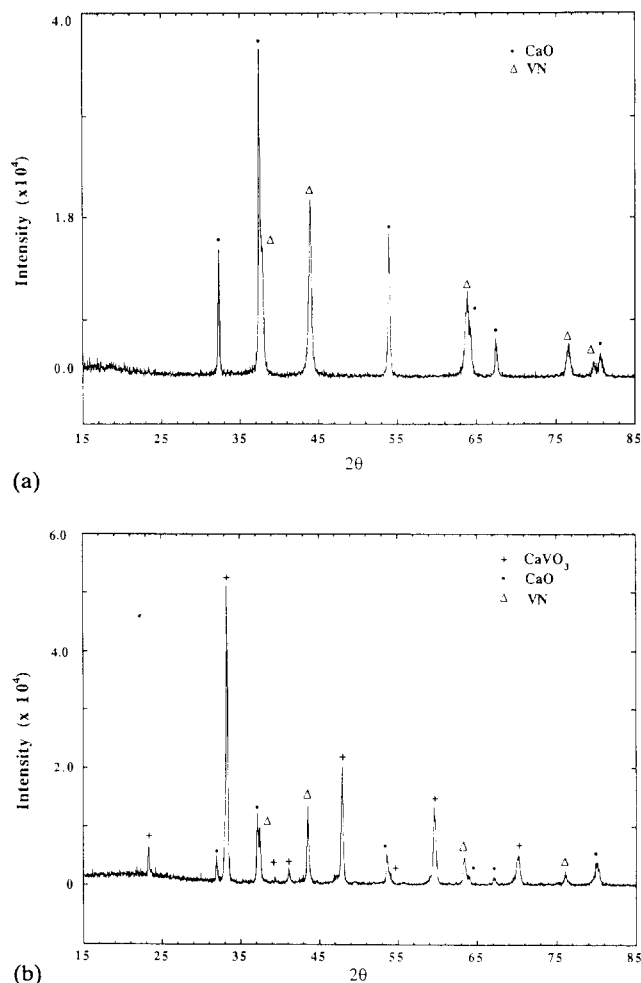 4.0
• CaO
Δ VN
1.8
0.0
Intensity (x10⁴)
15 25 35 45 55 65 75 85
2θ
(a)
6.0
+ CaVO₃
• CaO
Δ VN
4.0
2.0
0
Intensity (x 10⁴)
15 25 35 45 55 65 75 85
2θ
(b)